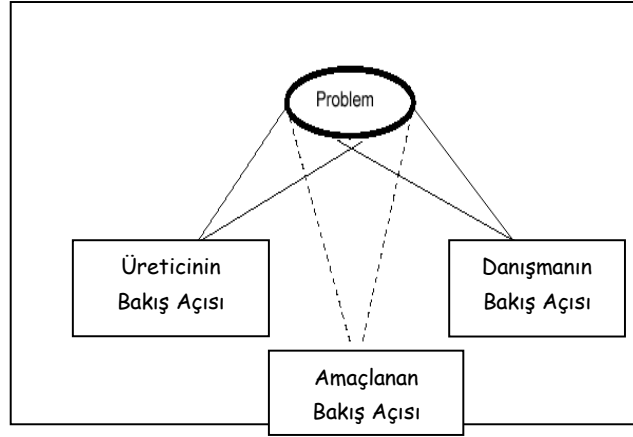 Problem
Üreticinin
Bakış Açısı
Danışmanın
Bakış Açısı
Amaçlanan
Bakış Açısı